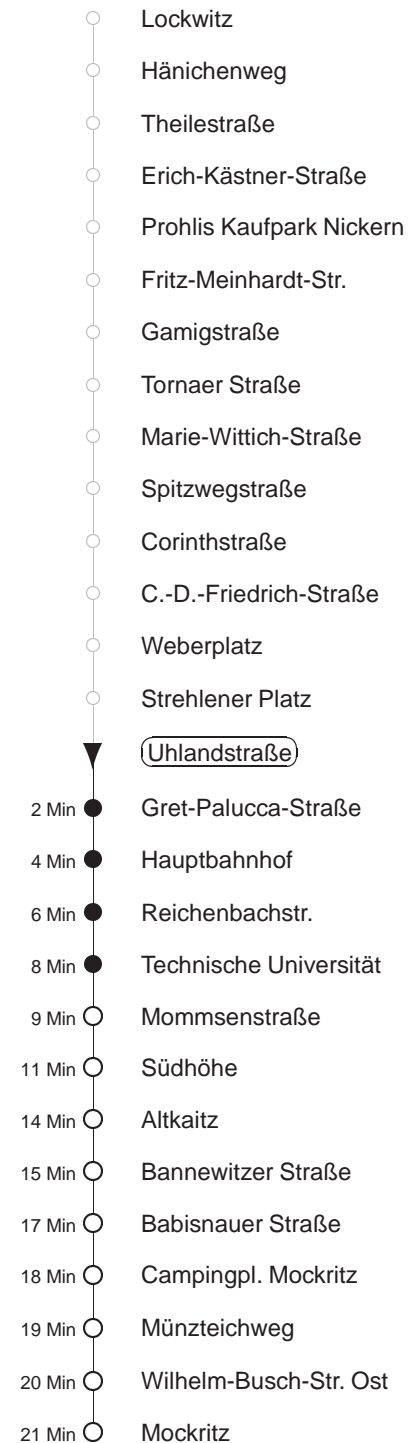 Lockwitz
Hänichenweg
Theilestraße
Erich-Kästner-Straße
Prohlis Kaufpark Nickern
Fritz-Meinhardt-Str.
Gamigstraße
Tornaer Straße
Marie-Wittich-Straße
Spitzwegstraße
Corinthstraße
C.-D.-Friedrich-Straße
Weberplatz
Strehlener Platz
Uhlandstraße
2 Min Gret-Palucca-Straße
4 Min Hauptbahnhof
6 Min Reichenbachstr.
8 Min Technische Universität
9 Min Mommsenstraße
11 Min Südhöhe
14 Min Altkaitz
15 Min Bannewitzer Straße
17 Min Babisnauer Straße
18 Min Campingpl. Mockritz
19 Min Münzteichweg
20 Min Wilhelm-Busch-Str. Ost
21 Min Mockritz